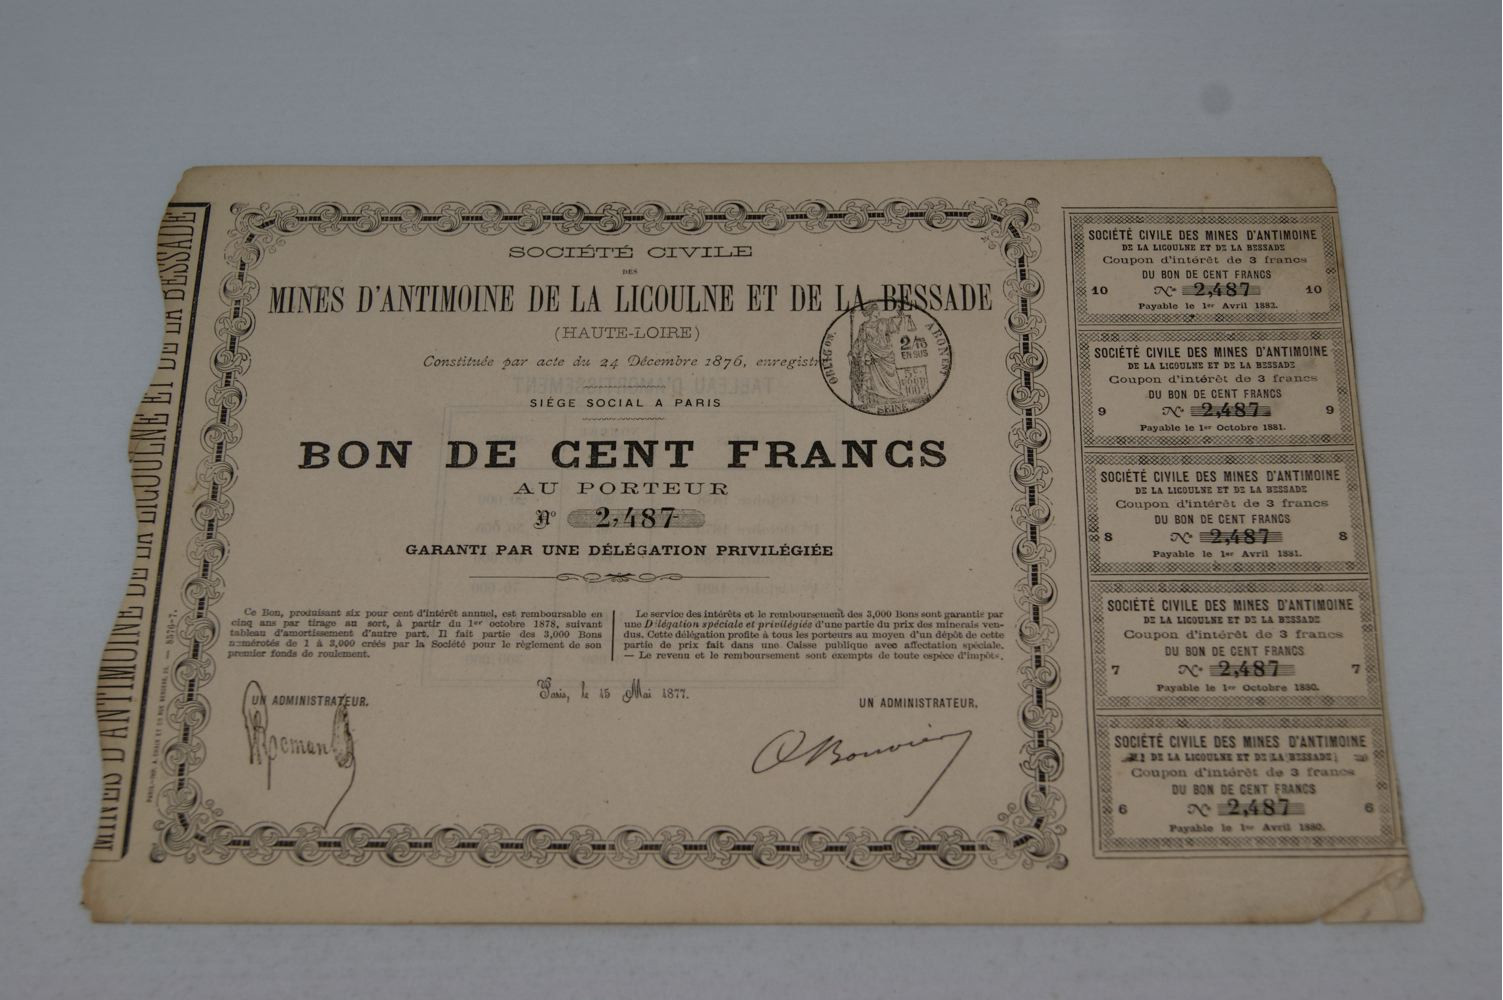 MINES D'ANTIMOINE DE LA LICOULNE ET DE LA BESSADE
SOCIÉTÉ CIVILE
DES
MINES D'ANTIMOINE DE LA LICOULNE ET DE LA BESSADE
(HAUTE-LOIRE)
Constituée par acte du 24 Décembre 1876, enregistr
SIÉGE SOCIAL A PARIS
BON DE CENT FRANCS
AU PORTEUR
No 2,487
GARANTI PAR UNE DÉLÉGATION PRIVILÉGIÉE
OBLIGON.
ABONENT
2/10
EN SUS
5c
POUR
100f
SEINE
Ce Bon, produisant six pour cent d'intérêt annuel, est remboursable en
cinq ans par tirage au sort, à partir du 1er octobre 1878, suivant
tableau d'amortissement d'autre part. Il fait partie des 3,000 Bons
numérotés de 1 à 3,000 créés par la Société pour le règlement de son
premier fonds de roulement.
Le service des intérêts et le remboursement des 3,000 Bons sont garantis par
une Délégation spéciale et privilégiée d'une partie du prix des minerais ven-
dus. Cette délégation profite à tous les porteurs au moyen d'un dépôt de cette
partie de prix fait dans une Caisse publique avec affectation spéciale.
— Le revenu et le remboursement sont exempts de toute espèce d'impôts.
Paris, le 15 Mai 1877.
UN ADMINISTRATEUR.
UN ADMINISTRATEUR.
TABLEAU D'AMORTISSEMENT
SOCIÉTÉ CIVILE DES MINES D'ANTIMOINE
DE LA LICOULNE ET DE LA BESSADE
Coupon d'intérêt de 3 francs
DU BON DE CENT FRANCS
10 No 2,487 10
Payable le 1er Avril 1882.
SOCIÉTÉ CIVILE DES MINES D'ANTIMOINE
DE LA LICOULNE ET DE LA BESSADE
Coupon d'intérêt de 3 francs
DU BON DE CENT FRANCS
9 No 2,487 9
Payable le 1er Octobre 1881.
SOCIÉTÉ CIVILE DES MINES D'ANTIMOINE
DE LA LICOULNE ET DE LA BESSADE
Coupon d'intérêt de 3 francs
DU BON DE CENT FRANCS
8 No 2,487 8
Payable le 1er Avril 1881.
SOCIÉTÉ CIVILE DES MINES D'ANTIMOINE
DE LA LICOULNE ET DE LA BESSADE
Coupon d'intérêt de 3 francs
DU BON DE CENT FRANCS
7 No 2,487 7
Payable le 1er Octobre 1880.
SOCIÉTÉ CIVILE DES MINES D'ANTIMOINE
DE LA LICOULNE ET DE LA BESSADE
Coupon d'intérêt de 3 francs
DU BON DE CENT FRANCS
6 No 2,487 6
Payable le 1er Avril 1880.